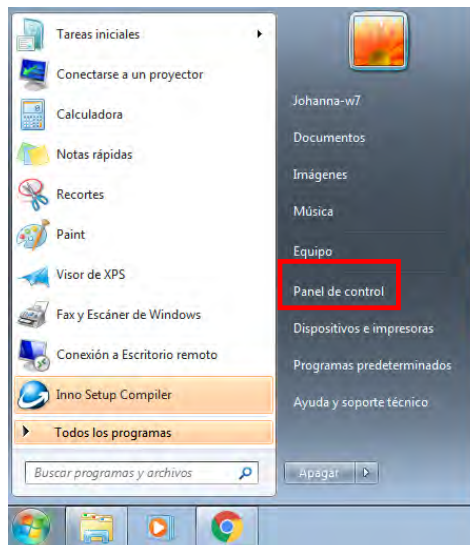 Tareas iniciales
Conectarse a un proyector
Calculadora
Notas rápidas
Recortes
Paint
Visor de XPS
Fax y Escáner de Windows
Conexión a Escritorio remoto
Inno Setup Compiler
Todos los programas
Buscar programas y archivos
Johanna-w7
Documentos
Imágenes
Música
Equipo
Panel de control
Dispositivos e impresoras
Programas predeterminados
Ayuda y soporte técnico
Apagar